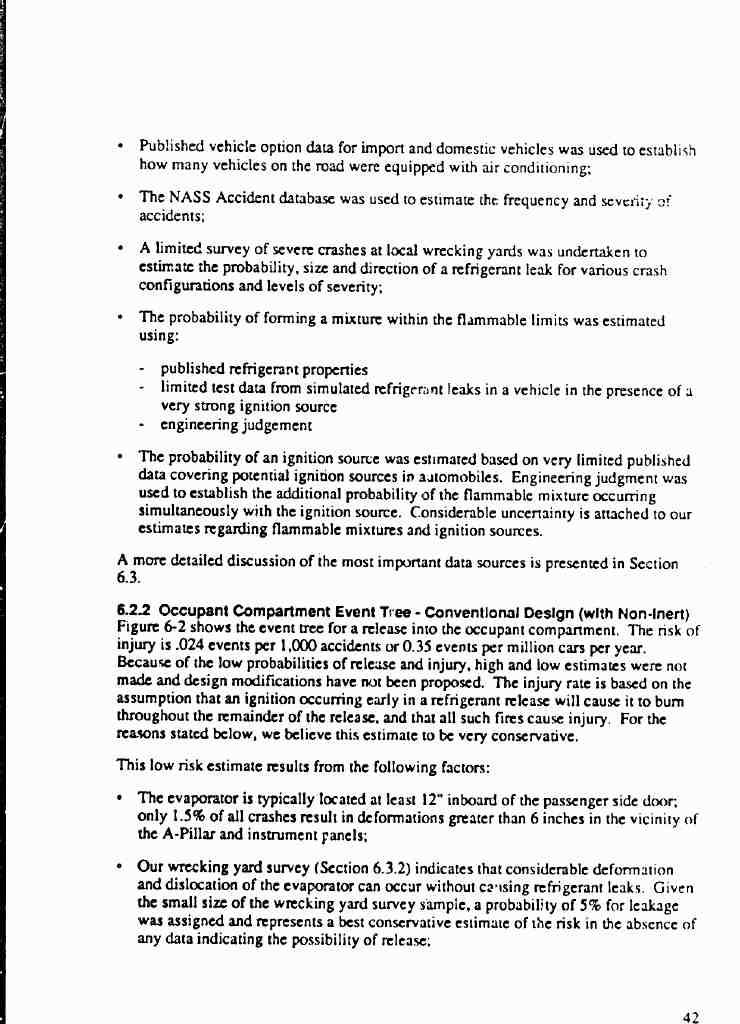 • Published vehicle option data for import and domestic vehicles was used to establish
how many vehicles on the road were equipped with air conditioning;
• The NASS Accident database was used to estimate the frequency and severity of
accidents;
• A limited survey of severe crashes at local wrecking yards was undertaken to
estimate the probability, size and direction of a refrigerant leak for various crash
configurations and levels of severity;
• The probability of forming a mixture within the flammable limits was estimated
using:
- published refrigerant properties
- limited test data from simulated refrigerant leaks in a vehicle in the presence of a
very strong ignition source
- engineering judgement
• The probability of an ignition source was estimated based on very limited published
data covering potential ignition sources in automobiles. Engineering judgment was
used to establish the additional probability of the flammable mixture occurring
simultaneously with the ignition source. Considerable uncertainty is attached to our
estimates regarding flammable mixtures and ignition sources.
A more detailed discussion of the most important data sources is presented in Section
6.3.
6.2.2 Occupant Compartment Event Tree - Conventional Design (with Non-Inert)
Figure 6-2 shows the event tree for a release into the occupant compartment. The risk of
injury is .024 events per 1,000 accidents or 0.35 events per million cars per year.
Because of the low probabilities of release and injury, high and low estimates were not
made and design modifications have not been proposed. The injury rate is based on the
assumption that an ignition occurring early in a refrigerant release will cause it to burn
throughout the remainder of the release, and that all such fires cause injury. For the
reasons stated below, we believe this estimate to be very conservative.
This low risk estimate results from the following factors:
• The evaporator is typically located at least 12" inboard of the passenger side door;
only 1.5% of all crashes result in deformations greater than 6 inches in the vicinity of
the A-Pillar and instrument panels;
• Our wrecking yard survey (Section 6.3.2) indicates that considerable deformation
and dislocation of the evaporator can occur without causing refrigerant leaks. Given
the small size of the wrecking yard survey sample, a probability of 5% for leakage
was assigned and represents a best conservative estimate of the risk in the absence of
any data indicating the possibility of release;
42